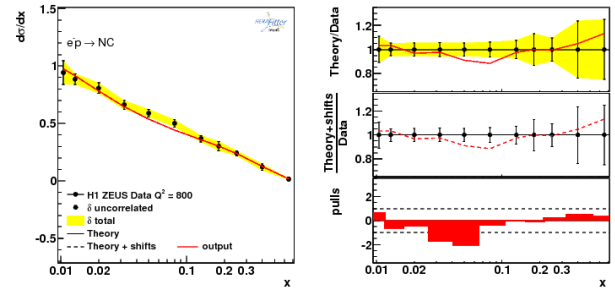 dσ/dx
HERAFitter
e⁻p → NC
1
0.5
0
-0.5
H1 ZEUS Data Q² = 800
δ uncorrelated
δ total
Theory
Theory + shifts
output
0.01
0.02
0.1
0.2
0.3
x
Theory/Data
1.2
1
0.8
Theory+shifts
Data
1.2
1
0.8
pulls
2
0
-2
0.01
0.02
0.1
0.2
0.3
x